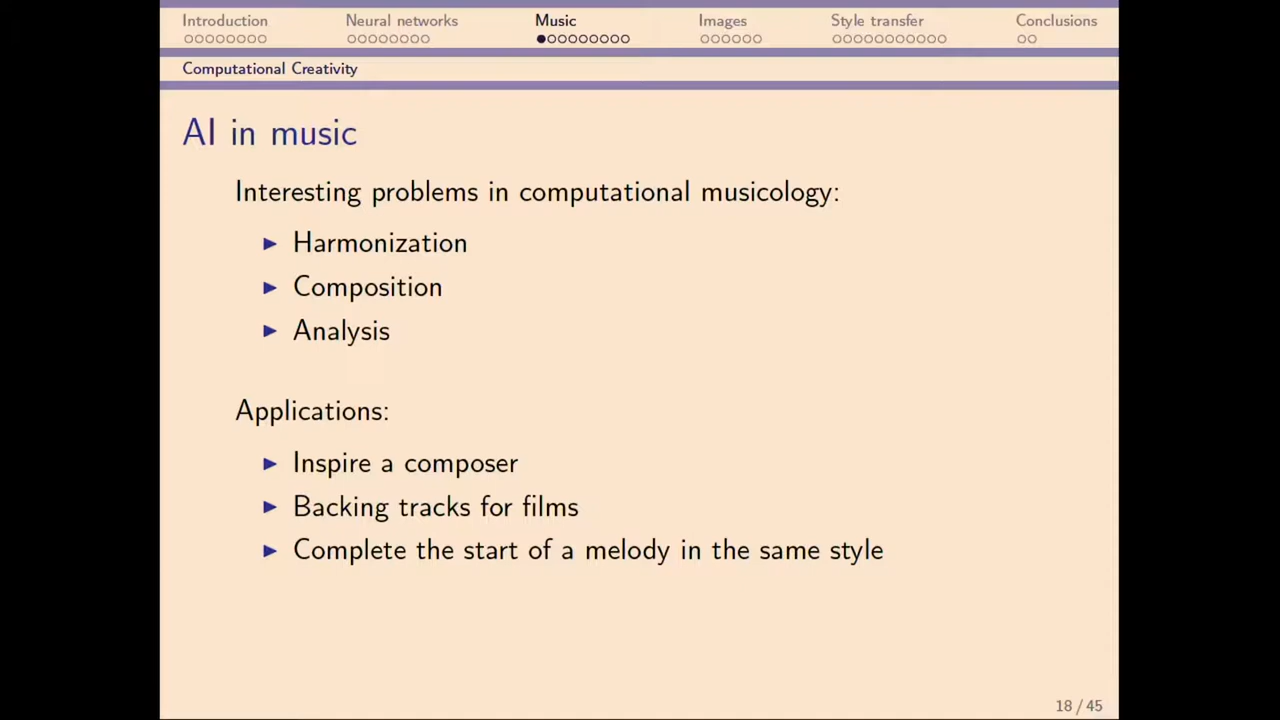 Introduction Neural networks Music Images Style transfer Conclusions
Computational Creativity
AI in music
Interesting problems in computational musicology:
Harmonization
Composition
Analysis
Applications:
Inspire a composer
Backing tracks for films
Complete the start of a melody in the same style
18 / 45